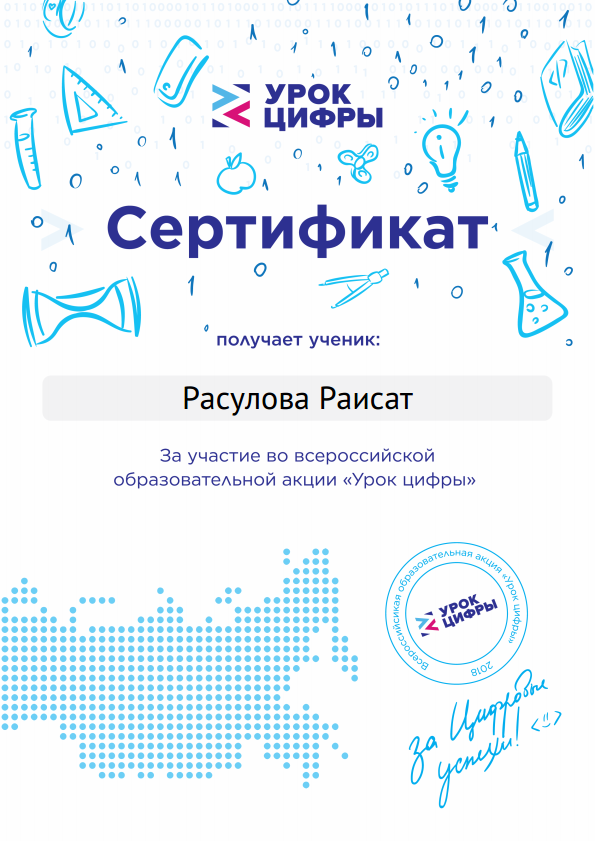 УРОК
ЦИФРЫ
Сертификат
получает ученик:
Расулова Раисат
За участие во всероссийской
образовательной акции «Урок цифры»
Всероссийсикая образовательная акция «Урок цифры»
УРОК
ЦИФРЫ
2018
За Цифровые
успехи!